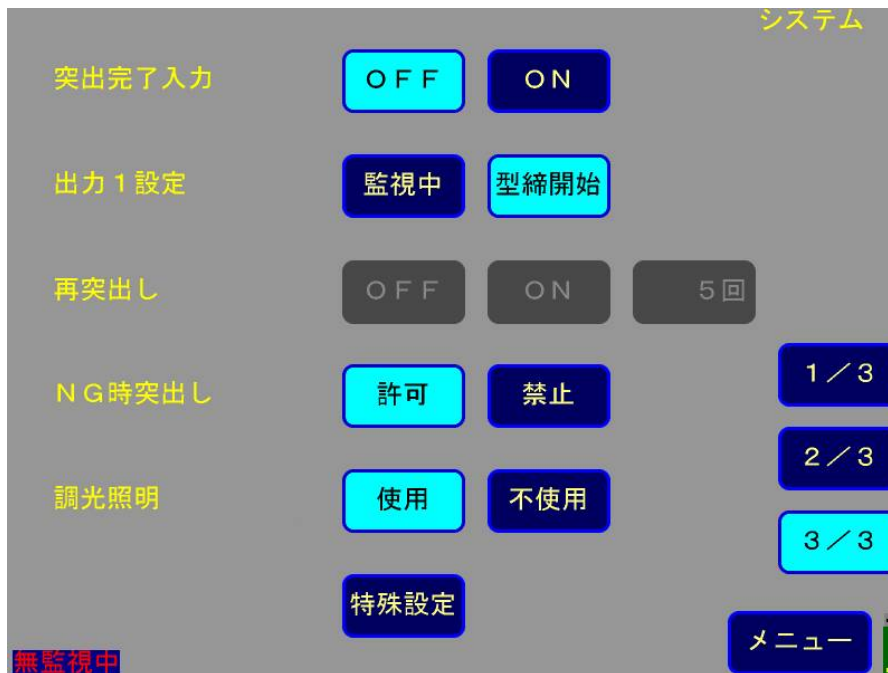 システム
突出完了入力 OFF ON
出力1設定 監視中 型締開始
再突出し OFF ON 5回
1/3
NG時突出し 許可 禁止
2/3
調光照明 使用 不使用
3/3
特殊設定
メニュー
無監視中